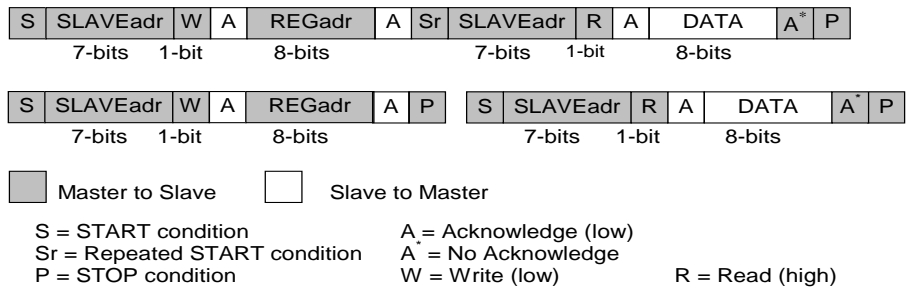 S SLAVEadr W A REGadr A Sr SLAVEadr R A DATA A* P
7-bits 1-bit 8-bits 7-bits 1-bit 8-bits
S SLAVEadr W A REGadr A P S SLAVEadr R A DATA A* P
7-bits 1-bit 8-bits 7-bits 1-bit 8-bits
Master to Slave Slave to Master
S = START condition A = Acknowledge (low)
Sr = Repeated START condition A* = No Acknowledge
P = STOP condition W = Write (low) R = Read (high)